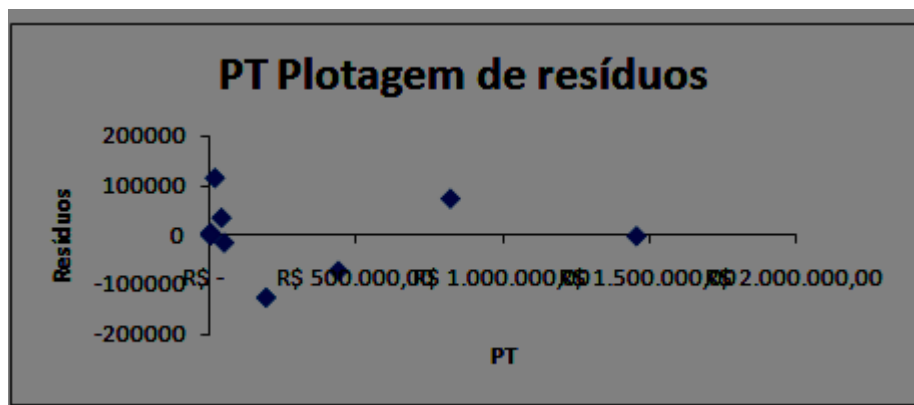 PT Plotagem de resíduos
200000
100000
0
-100000
-200000
Resíduos
R$ -
R$ 500.000,00
R$ 1.000.000,00
R$ 1.500.000,00
R$ 2.000.000,00
PT